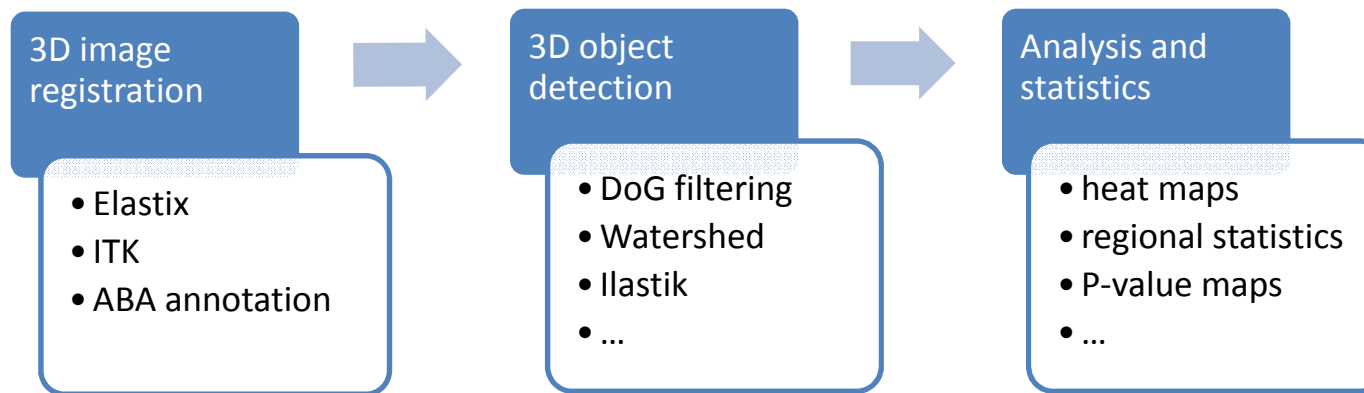 3D image
registration
• Elastix
• ITK
• ABA annotation
3D object
detection
• DoG filtering
• Watershed
• Ilastik
• ...
Analysis and
statistics
• heat maps
• regional statistics
• P-value maps
• ...